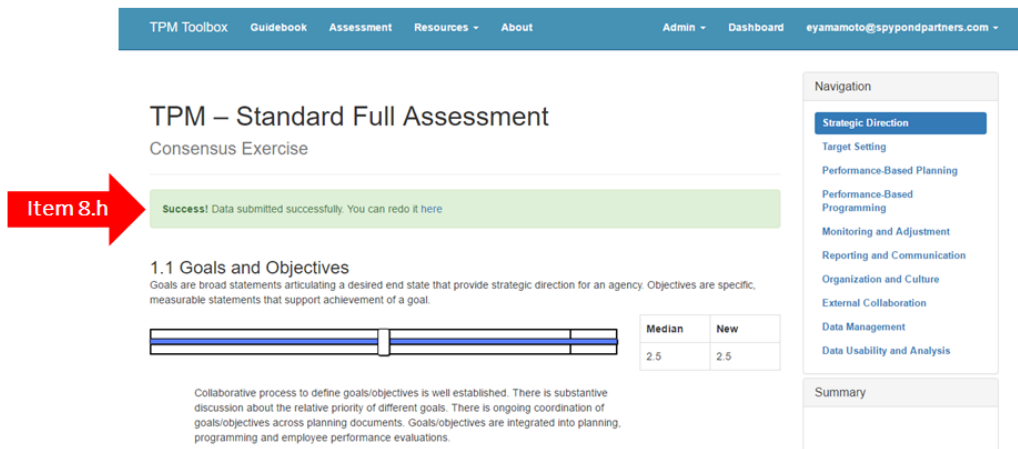 TPM Toolbox Guidebook Assessment Resources About Admin Dashboard eyamamoto@spypondpartners.com
TPM – Standard Full Assessment
Consensus Exercise
Item 8.h
Success! Data submitted successfully. You can redo it here
1.1 Goals and Objectives
Goals are broad statements articulating a desired end state that provide strategic direction for an agency. Objectives are specific,
measurable statements that support achievement of a goal.
Median New
2.5 2.5
Collaborative process to define goals/objectives is well established. There is substantive
discussion about the relative priority of different goals. There is ongoing coordination of
goals/objectives across planning documents. Goals/objectives are integrated into planning,
programming and employee performance evaluations.
Navigation
Strategic Direction
Target Setting
Performance-Based Planning
Performance-Based
Programming
Monitoring and Adjustment
Reporting and Communication
Organization and Culture
External Collaboration
Data Management
Data Usability and Analysis
Summary